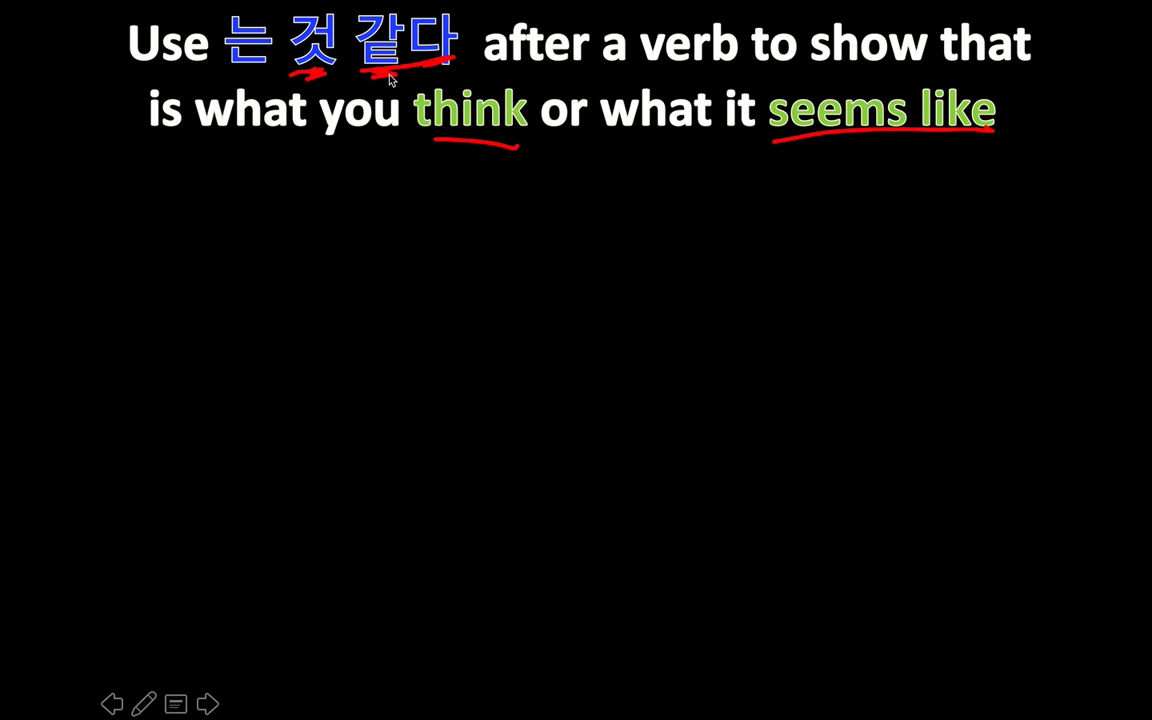 Use 는 것 같다 after a verb to show that
is what you think or what it seems like